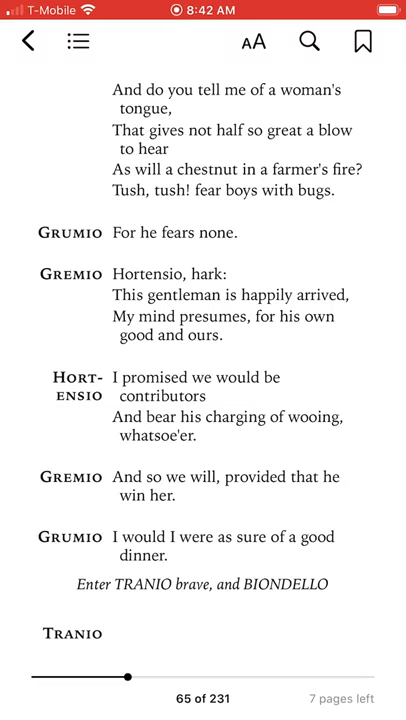 T-Mobile 8:42 AM
AA
And do you tell me of a woman's
tongue,
That gives not half so great a blow
to hear
As will a chestnut in a farmer's fire?
Tush, tush! fear boys with bugs.
GRUMIO For he fears none.
GREMIO Hortensio, hark:
This gentleman is happily arrived,
My mind presumes, for his own
good and ours.
HORT- I promised we would be
ENSIO contributors
And bear his charging of wooing,
whatsoe'er.
GREMIO And so we will, provided that he
win her.
GRUMIO I would I were as sure of a good
dinner.
Enter TRANIO brave, and BIONDELLO
TRANIO
65 of 231 7 pages left